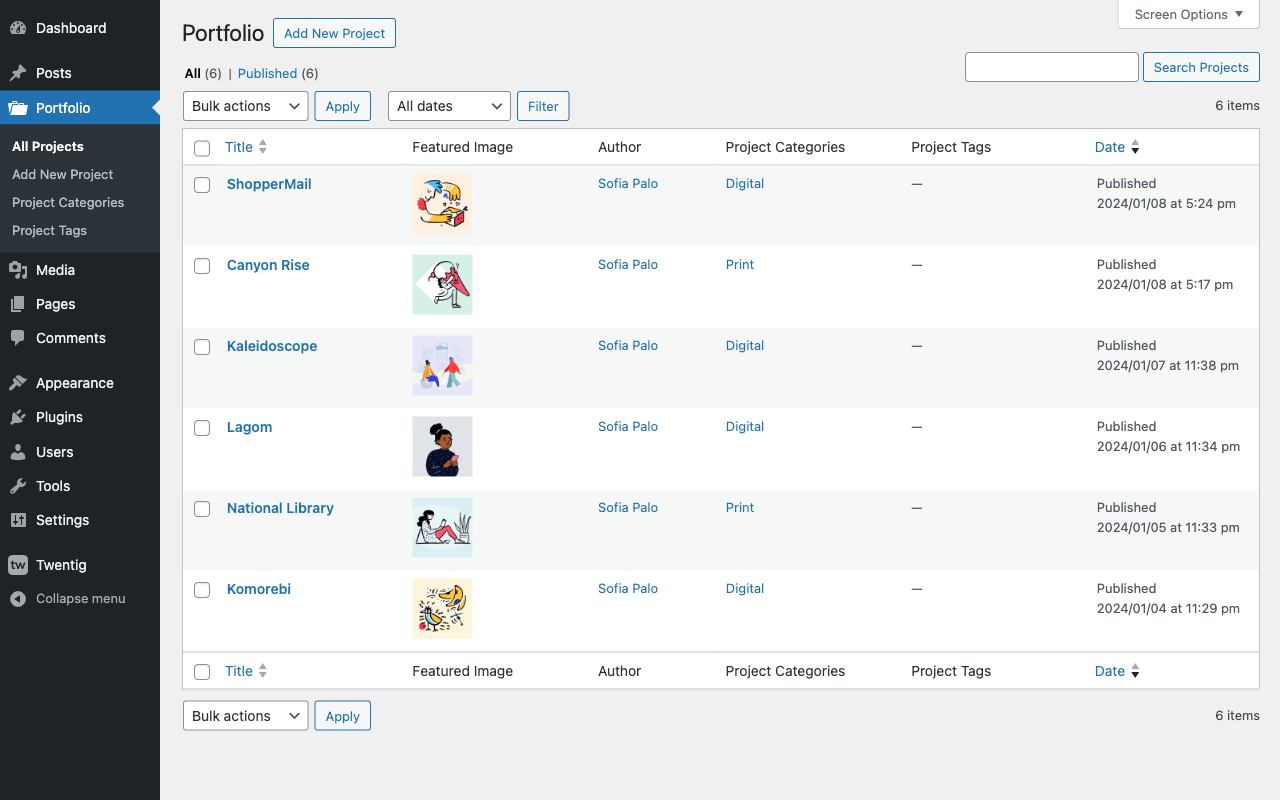 Dashboard
Posts
Portfolio
All Projects
Add New Project
Project Categories
Project Tags
Media
Pages
Comments
Appearance
Plugins
Users
Tools
Settings
tw Twentig
Collapse menu
Screen Options
Portfolio Add New Project
All (6) | Published (6)
Search Projects
Bulk actions Apply All dates Filter 6 items
Title Featured Image Author Project Categories Project Tags Date
ShopperMail Sofia Palo Digital — Published
2024/01/08 at 5:24 pm
Canyon Rise Sofia Palo Print — Published
2024/01/08 at 5:17 pm
Kaleidoscope Sofia Palo Digital — Published
2024/01/07 at 11:38 pm
Lagom Sofia Palo Digital — Published
2024/01/06 at 11:34 pm
National Library Sofia Palo Print — Published
2024/01/05 at 11:33 pm
Komorebi Sofia Palo Digital — Published
2024/01/04 at 11:29 pm
Title Featured Image Author Project Categories Project Tags Date
Bulk actions Apply 6 items